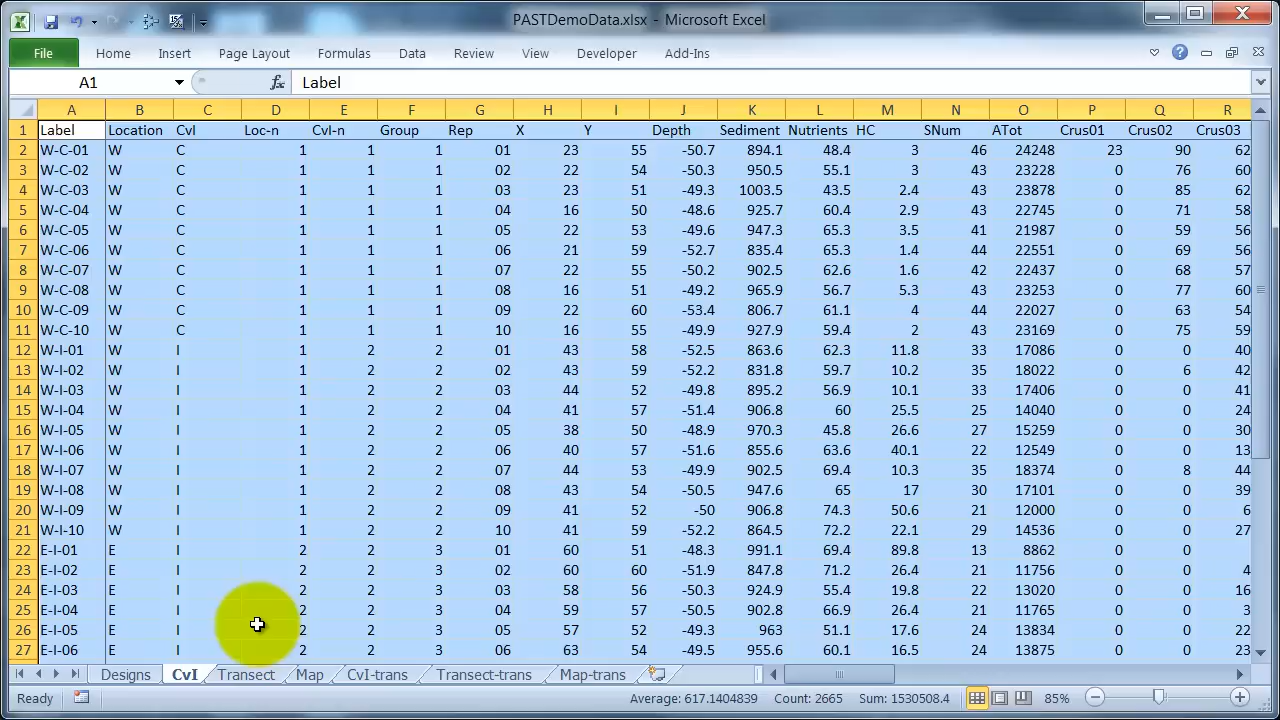 PASTDemoData.xlsx - Microsoft Excel
File Home Insert Page Layout Formulas Data Review View Developer Add-Ins
A1 fx Label
A B C D E F G H I J K L M N O P Q R
1 Label Location CvI Loc-n CvI-n Group Rep X Y Depth Sediment Nutrients HC SNum ATot Crus01 Crus02 Crus03
2 W-C-01 W C 1 1 1 01 23 55 -50.7 894.1 48.4 3 46 24248 23 90 62
3 W-C-02 W C 1 1 1 02 22 54 -50.3 950.5 55.1 3 43 23228 0 76 60
4 W-C-03 W C 1 1 1 03 23 51 -49.3 1003.5 43.5 2.4 43 23878 0 85 62
5 W-C-04 W C 1 1 1 04 16 50 -48.6 925.7 60.4 2.9 43 22745 0 71 58
6 W-C-05 W C 1 1 1 05 22 53 -49.6 947.3 65.3 3.5 41 21987 0 59 56
7 W-C-06 W C 1 1 1 06 21 59 -52.7 835.4 65.3 1.4 44 22551 0 69 56
8 W-C-07 W C 1 1 1 07 22 55 -50.2 902.5 62.6 1.6 42 22437 0 68 57
9 W-C-08 W C 1 1 1 08 16 51 -49.2 965.9 56.7 5.3 43 23253 0 77 60
10 W-C-09 W C 1 1 1 09 22 60 -53.4 806.7 61.1 4 44 22027 0 63 54
11 W-C-10 W C 1 1 1 10 16 55 -49.9 927.9 59.4 2 43 23169 0 75 59
12 W-I-01 W I 1 2 2 01 43 58 -52.5 863.6 62.3 11.8 33 17086 0 0 40
13 W-I-02 W I 1 2 2 02 43 59 -52.2 831.8 59.7 10.2 35 18022 0 6 42
14 W-I-03 W I 1 2 2 03 44 52 -49.8 895.2 56.9 10.1 33 17406 0 0 41
15 W-I-04 W I 1 2 2 04 41 57 -51.4 906.8 60 25.5 25 14040 0 0 24
16 W-I-05 W I 1 2 2 05 38 50 -48.9 970.3 45.8 26.6 27 15259 0 0 30
17 W-I-06 W I 1 2 2 06 40 57 -51.6 855.6 63.6 40.1 22 12549 0 0 13
18 W-I-07 W I 1 2 2 07 44 53 -49.9 902.5 69.4 10.3 35 18374 0 8 44
19 W-I-08 W I 1 2 2 08 43 54 -50.5 947.6 65 17 30 17101 0 0 39
20 W-I-09 W I 1 2 2 09 41 52 -50 906.8 74.3 50.6 21 12000 0 0 6
21 W-I-10 W I 1 2 2 10 41 59 -52.2 864.5 72.2 22.1 29 14536 0 0 27
22 E-I-01 E I 2 2 3 01 60 51 -48.3 991.1 69.4 89.8 13 8862 0 0
23 E-I-02 E I 2 2 3 02 60 60 -51.9 847.8 71.2 26.4 21 11756 0 0 4
24 E-I-03 E I 2 2 3 03 58 56 -50.3 924.9 55.4 19.8 22 13020 0 0 16
25 E-I-04 E I 2 2 3 04 59 57 -50.5 902.8 66.9 26.4 21 11765 0 0 3
26 E-I-05 E I 2 2 3 05 57 52 -49.3 963 51.1 17.6 24 13834 0 0 22
27 E-I-06 E I 2 2 3 06 63 54 -49.5 955.6 60.1 16.5 24 13875 0 0 23
Designs CvI Transect Map CvI-trans Transect-trans Map-trans
Ready Average: 617.1404839 Count: 2665 Sum: 1530508.4 85%